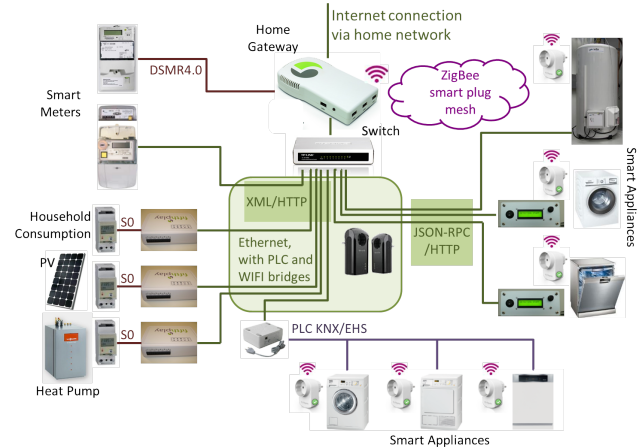 Internet connection
via home network
Home
Gateway
DSMR4.0
ZigBee
smart plug
mesh
Smart
Meters
Switch
Smart Appliances
XML/HTTP
Household
Consumption
S0
JSON-RPC
/HTTP
Ethernet,
with PLC and
WIFI bridges
PV
S0
S0
PLC KNX/EHS
Heat Pump
Smart Appliances